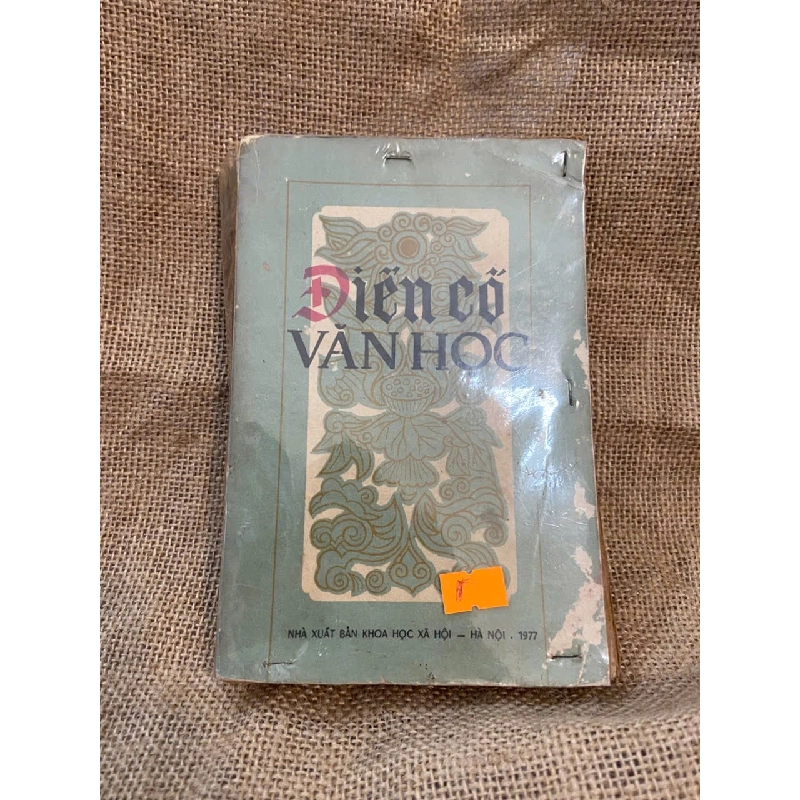 Điển cố
VĂN HỌC
T
NHÀ XUẤT BẢN KHOA HỌC XÃ HỘI – HÀ NỘI . 1977